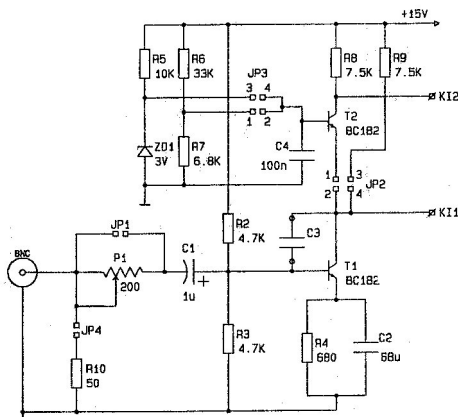 +15V
R5
10K
R6
33K
R8
7.5K
R9
7.5K
JP3
3 4
1 2
KI2
T2
BC182
ZD1
3V
R7
6.8K
C4
100n
1 3
2 4
JP2
KI1
JP1
R2
4.7K
C3
BNC
P1
200
C1
1u
+
T1
BC182
JP4
R3
4.7K
R4
680
C2
68u
R10
50